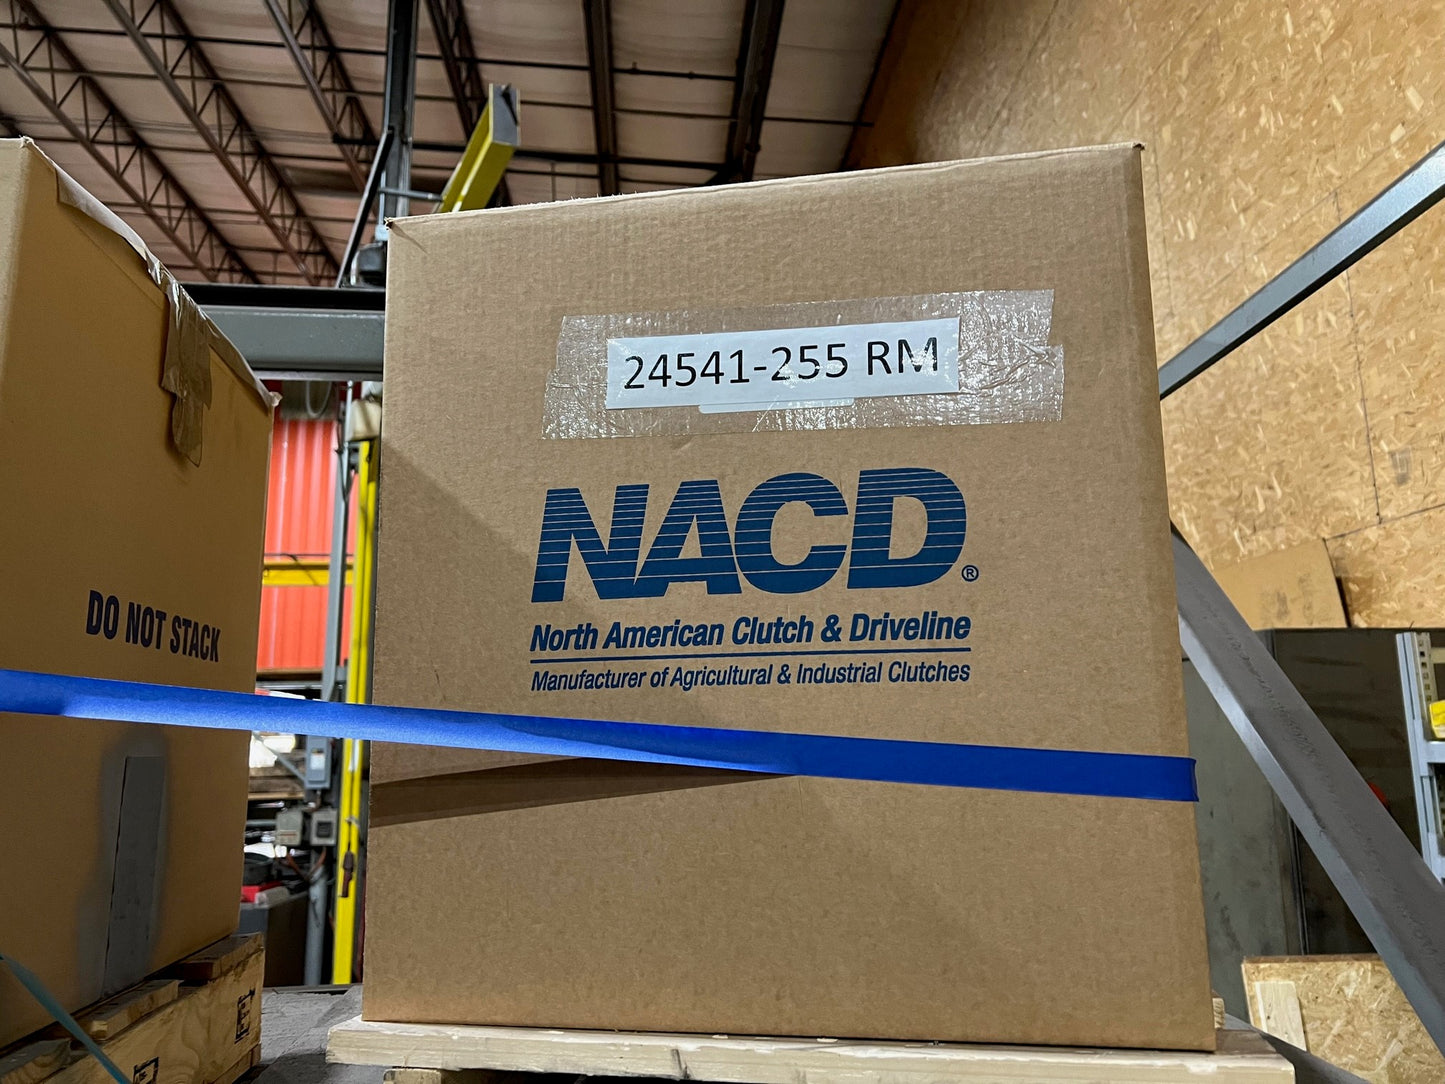 24541-255 RM
NACD®
North American Clutch & Driveline
Manufacturer of Agricultural & Industrial Clutches
DO NOT STACK